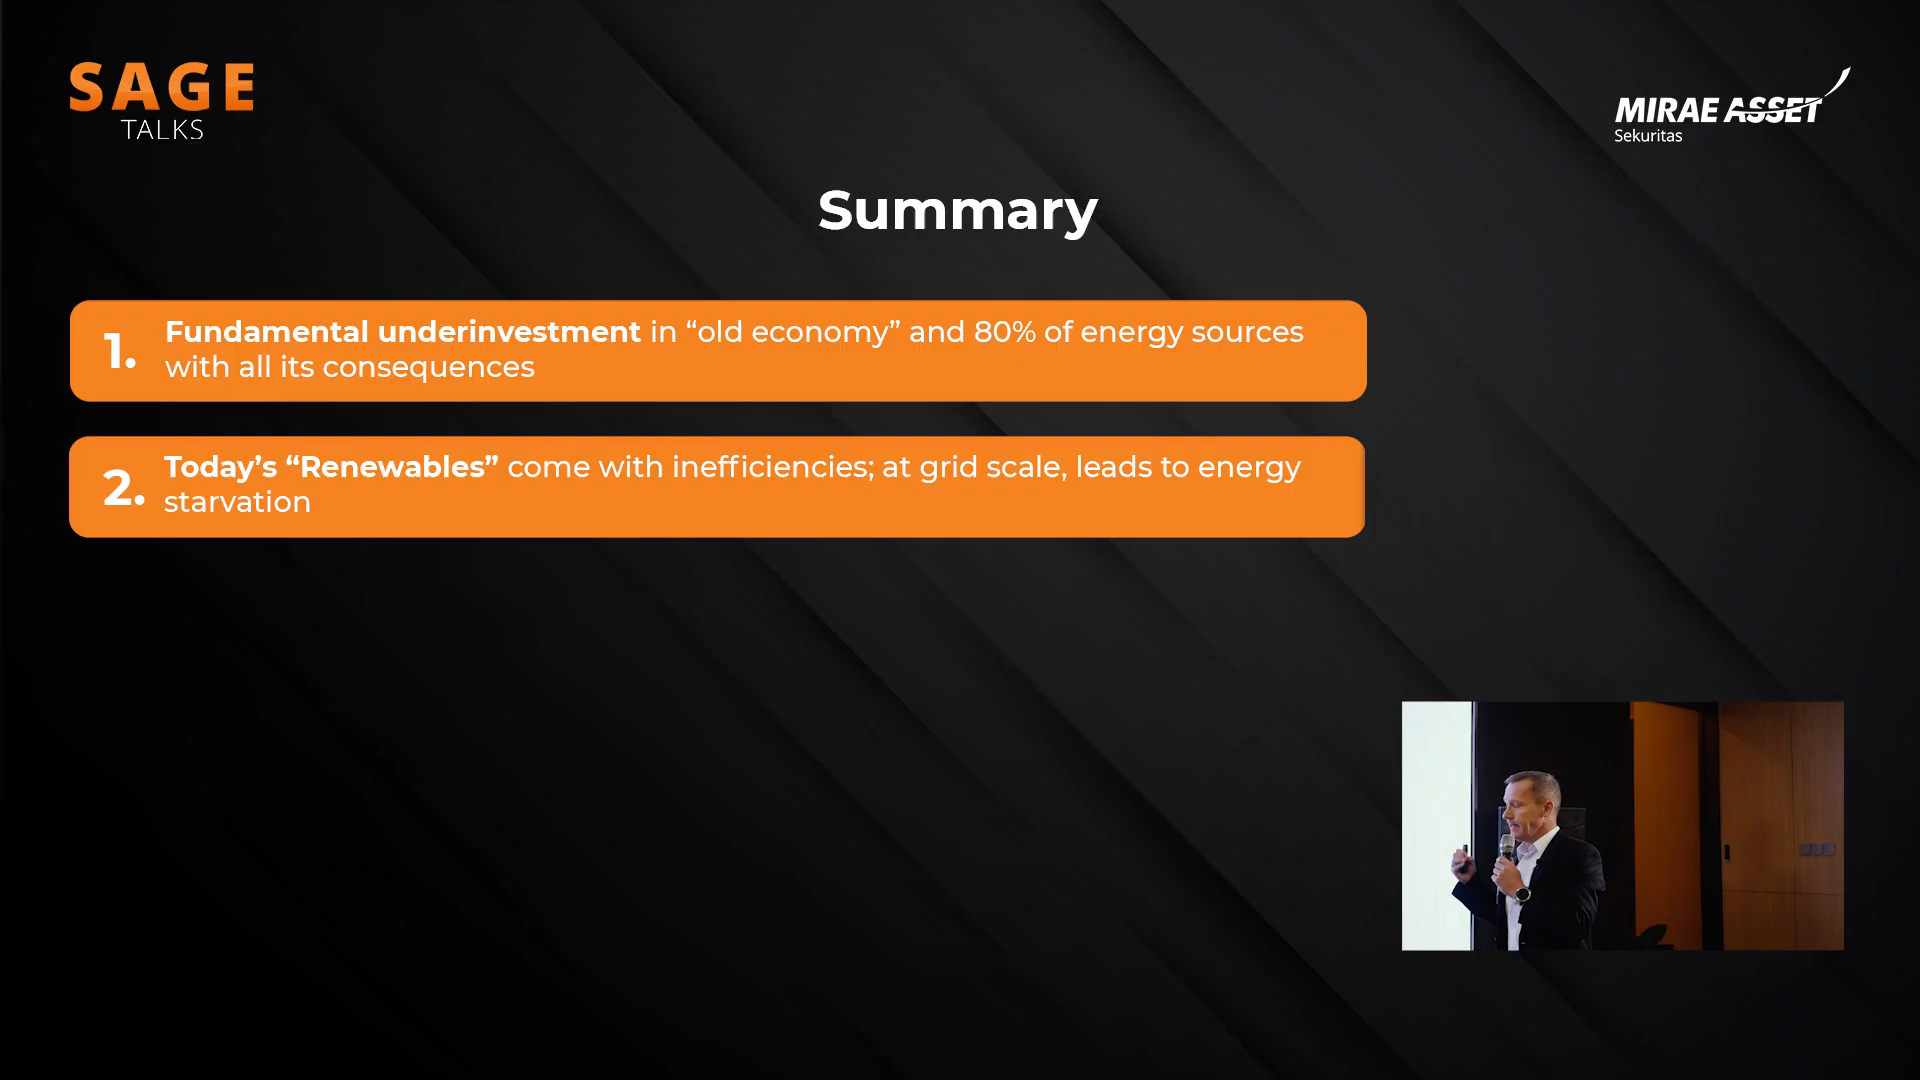 SAGE
TALKS
MIRAE ASSET
Sekuritas
Summary
1.
Fundamental underinvestment in “old economy” and 80% of energy sources
with all its consequences
2.
Today’s “Renewables” come with inefficiencies; at grid scale, leads to energy
starvation